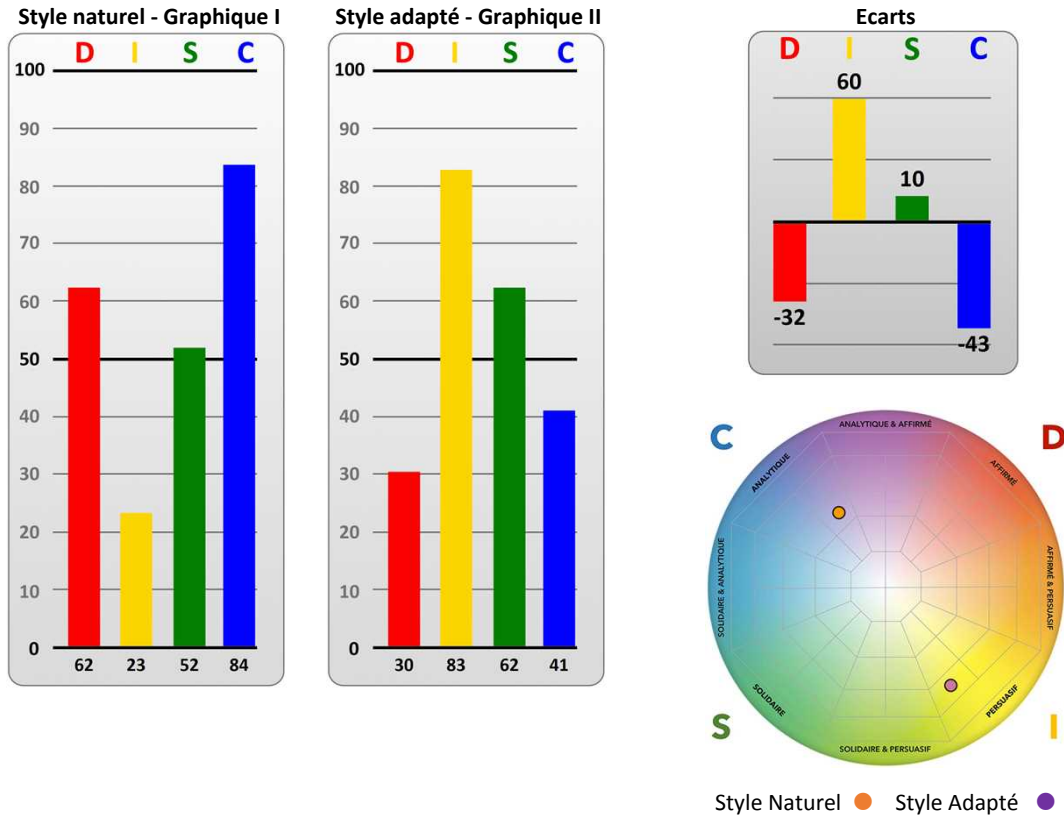 Style naturel - Graphique I
D I S C
100
90
80
70
60
50
40
30
20
10
0
62 23 52 84
Style adapté - Graphique II
D I S C
100
90
80
70
60
50
40
30
20
10
0
30 83 62 41
Ecarts
D I S C
60
10
-32
-43
C
D
ANALYTIQUE & AFFIRMÉ
ANALYTIQUE
AFFIRMÉ
SOLIDAIRE & ANALYTIQUE
AFFIRMÉ & PERSUASIF
SOLIDAIRE
PERSUASIF
SOLIDAIRE & PERSUASIF
S
I
Style Naturel
Style Adapté